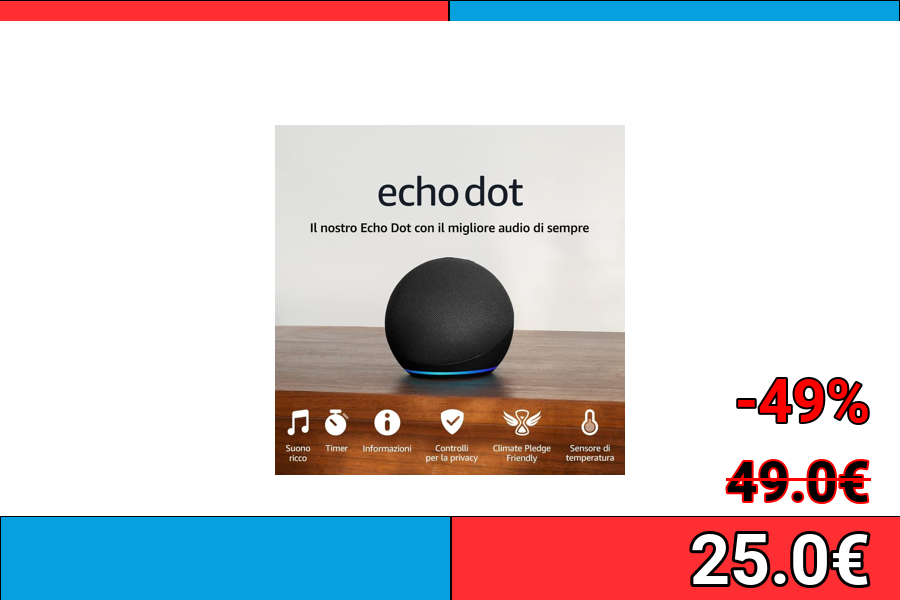 echo dot
Il nostro Echo Dot con il migliore audio di sempre
Suono
ricco
Timer
Informazioni
Controlli
per la privacy
Climate Pledge
Friendly
Sensore di
temperatura
-49%
49.0€
25.0€